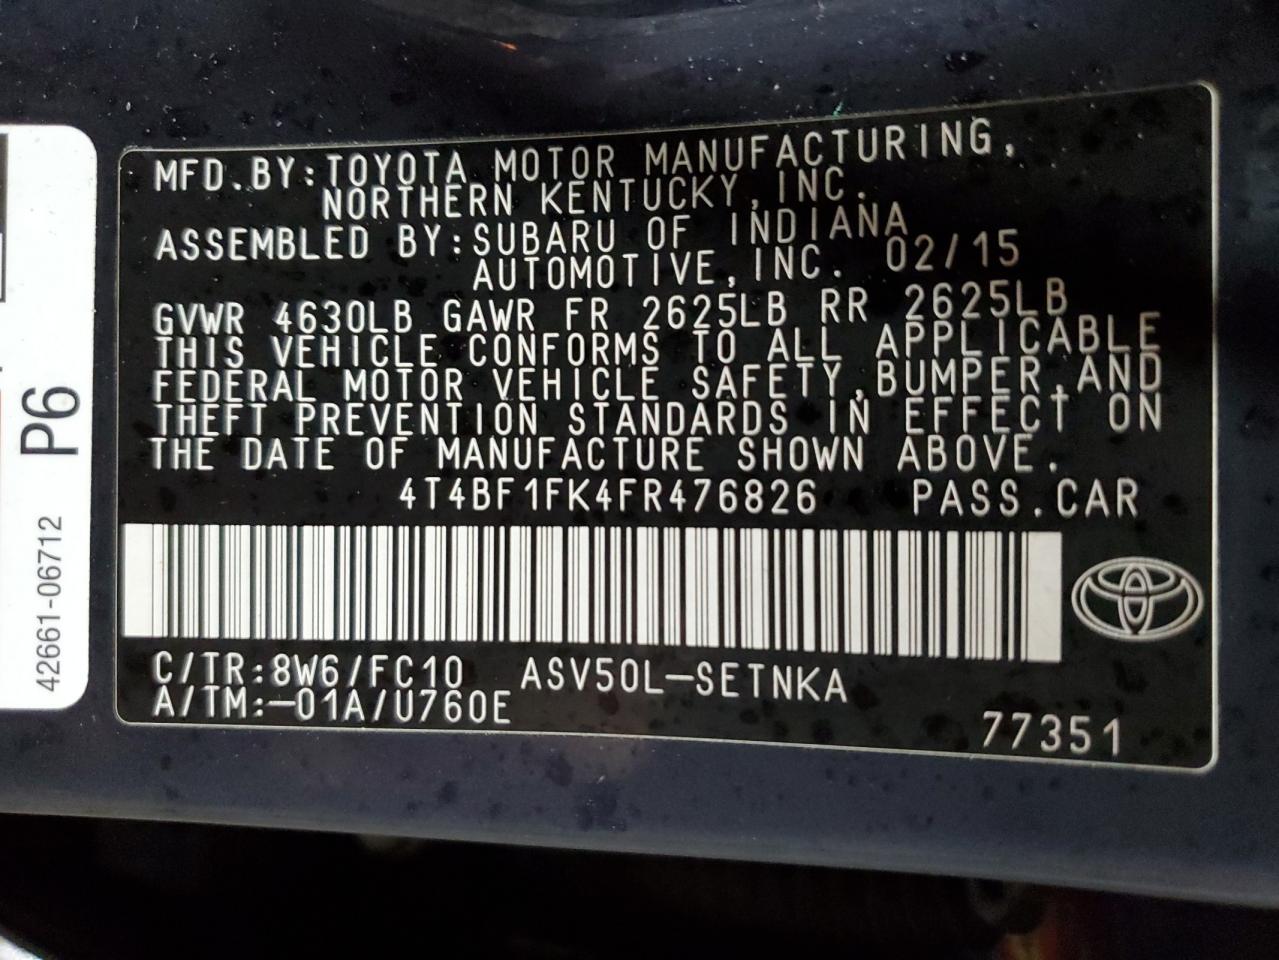 MFD.BY:TOYOTA MOTOR MANUFACTURING,
NORTHERN KENTUCKY,INC.
ASSEMBLED BY:SUBARU OF INDIANA
AUTOMOTIVE,INC. 02/15
GVWR 4630LB GAWR FR 2625LB RR 2625LB
THIS VEHICLE CONFORMS TO ALL APPLICABLE
FEDERAL MOTOR VEHICLE SAFETY,BUMPER,AND
THEFT PREVENTION STANDARDS IN EFFECT ON
THE DATE OF MANUFACTURE SHOWN ABOVE.
4T4BF1FK4FR476826 PASS.CAR
C/TR:8W6/FC10 ASV50L-SETNKA
A/TM:-01A/U760E
77351
P6
42661-06712